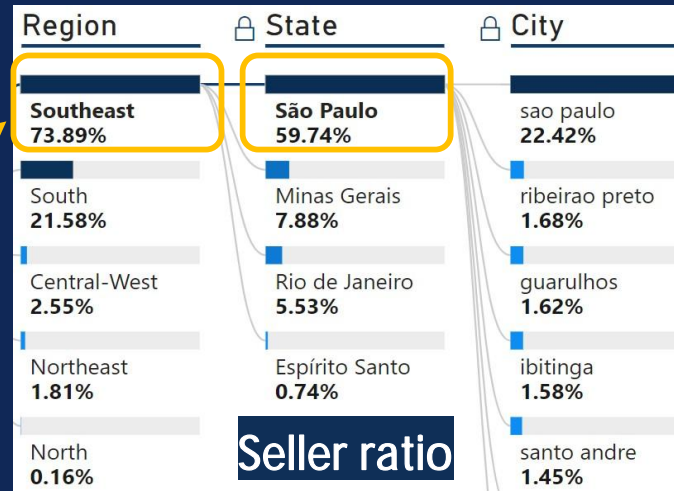 Region
State
City
Southeast
73.89%
São Paulo
59.74%
sao paulo
22.42%
South
21.58%
Minas Gerais
7.88%
ribeirao preto
1.68%
Central-West
2.55%
Rio de Janeiro
5.53%
guarulhos
1.62%
Northeast
1.81%
Espírito Santo
0.74%
ibitinga
1.58%
North
0.16%
Seller ratio
santo andre
1.45%